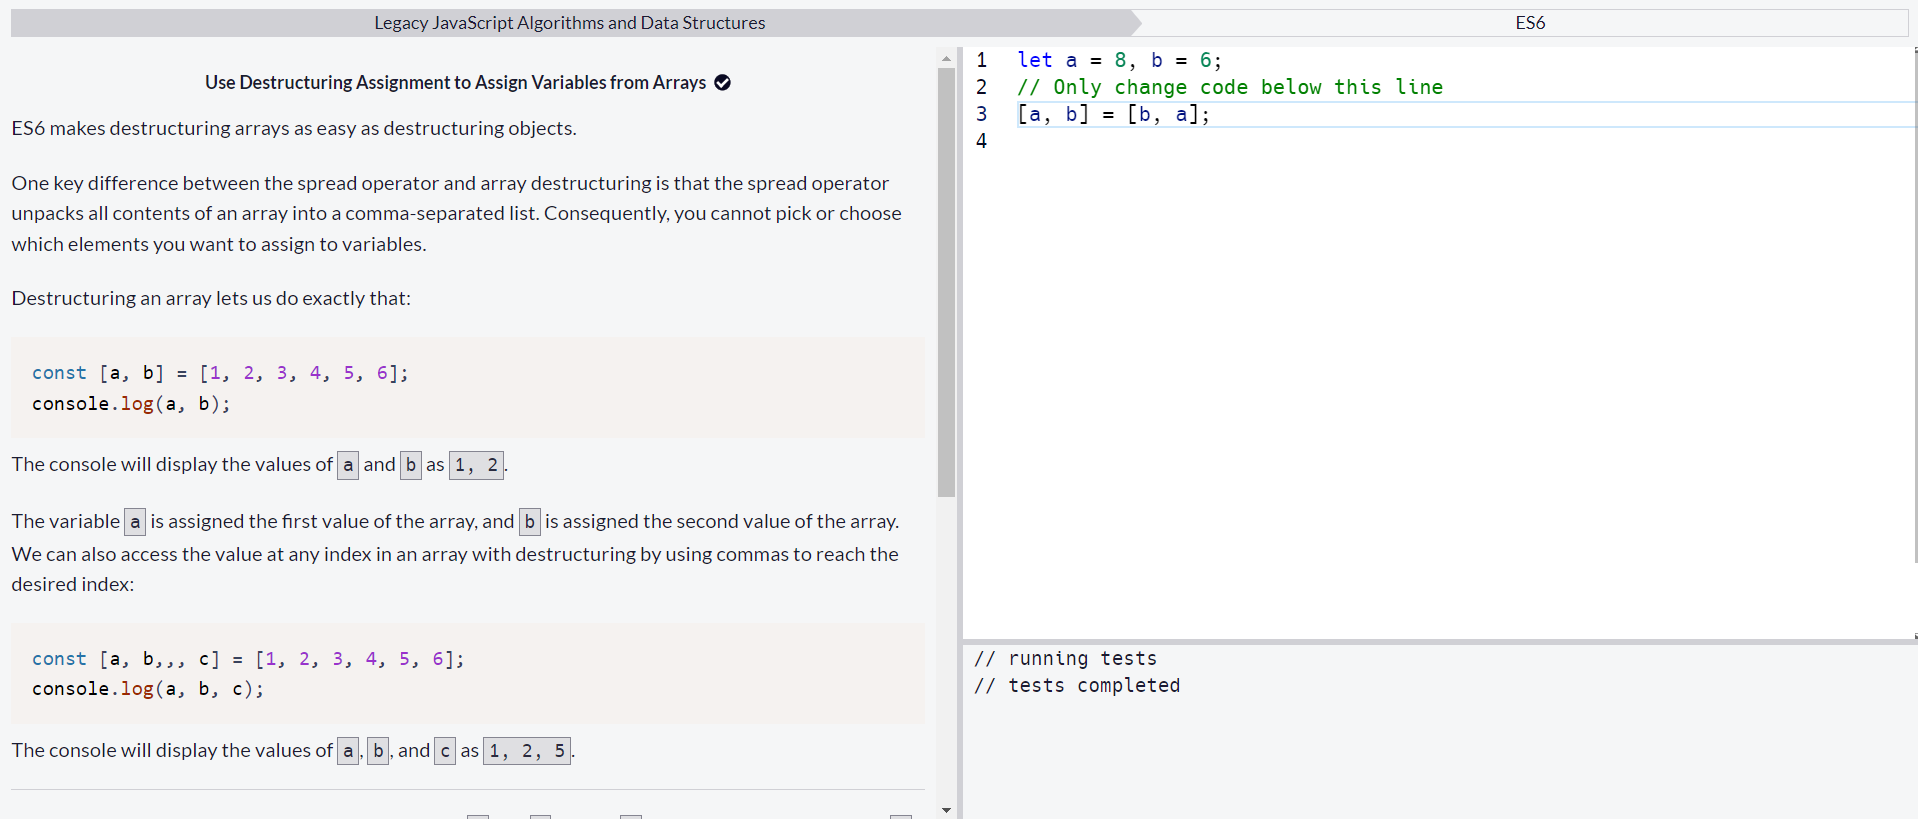 Legacy JavaScript Algorithms and Data Structures
ES6
Use Destructuring Assignment to Assign Variables from Arrays
ES6 makes destructuring arrays as easy as destructuring objects.
One key difference between the spread operator and array destructuring is that the spread operator
unpacks all contents of an array into a comma-separated list. Consequently, you cannot pick or choose
which elements you want to assign to variables.
Destructuring an array lets us do exactly that:
const [a, b] = [1, 2, 3, 4, 5, 6];
console.log(a, b);
The console will display the values of a and b as 1, 2.
The variable a is assigned the first value of the array, and b is assigned the second value of the array.
We can also access the value at any index in an array with destructuring by using commas to reach the
desired index:
const [a, b,,, c] = [1, 2, 3, 4, 5, 6];
console.log(a, b, c);
The console will display the values of a, b, and c as 1, 2, 5.
1 let a = 8, b = 6;
2 // Only change code below this line
3 [a, b] = [b, a];
4
// running tests
// tests completed